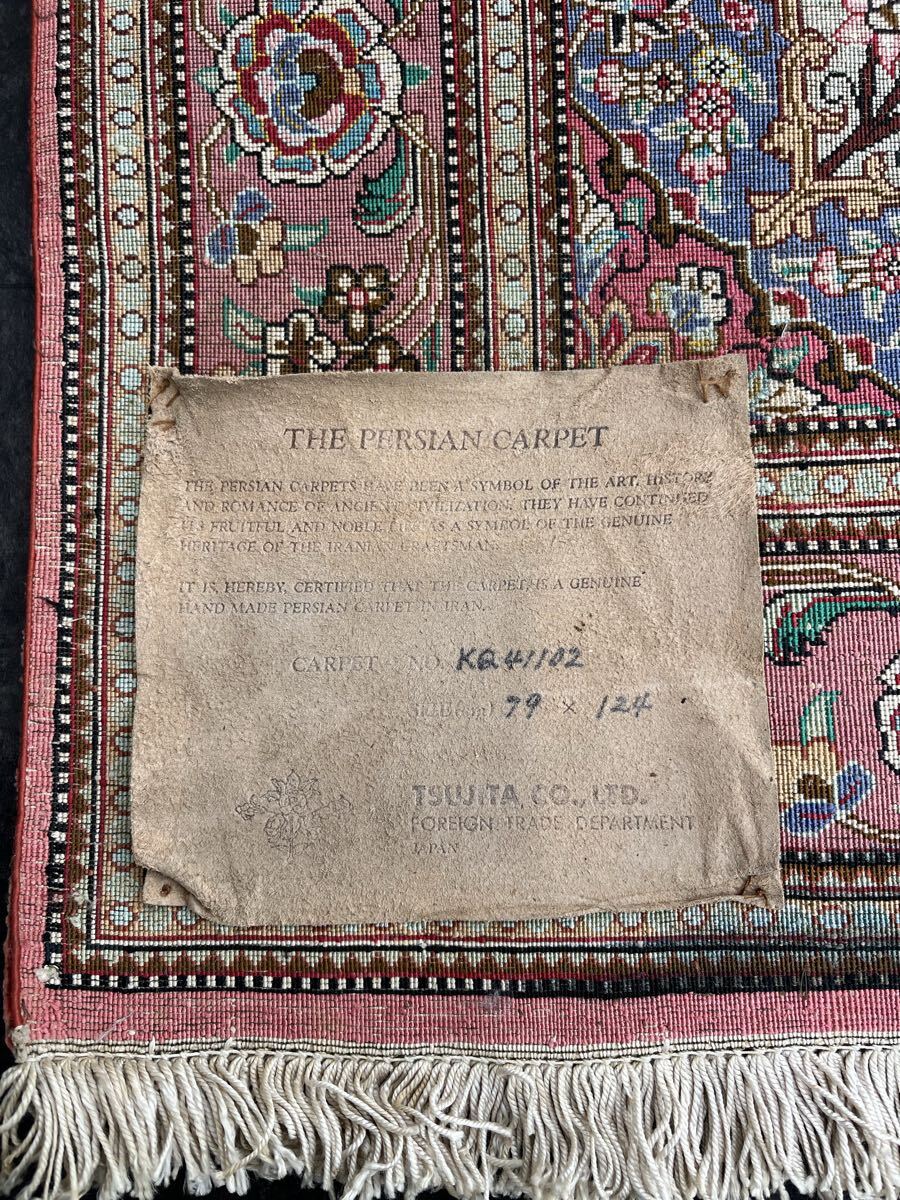 THE PERSIAN CARPET
THE PERSIAN CARPETS HAVE BEEN A SYMBOL OF THE ART, HISTORY
AND ROMANCE OF ANCIENT CIVILIZATION. THEY HAVE CONTINUED
ITS FRUITFUL AND NOBLE LIFE AS A SYMBOL OF THE GENUINE
HERITAGE OF THE IRANIAN CRAFTSMAN.
IT IS, HEREBY, CERTIFIED THAT THE CARPET IS A GENUINE
HAND MADE PERSIAN CARPET IN IRAN.
CARPET NO. KQ41102
SIZE(cm) 79 × 124
TSUJITA CO., LTD.
FOREIGN TRADE DEPARTMENT
JAPAN